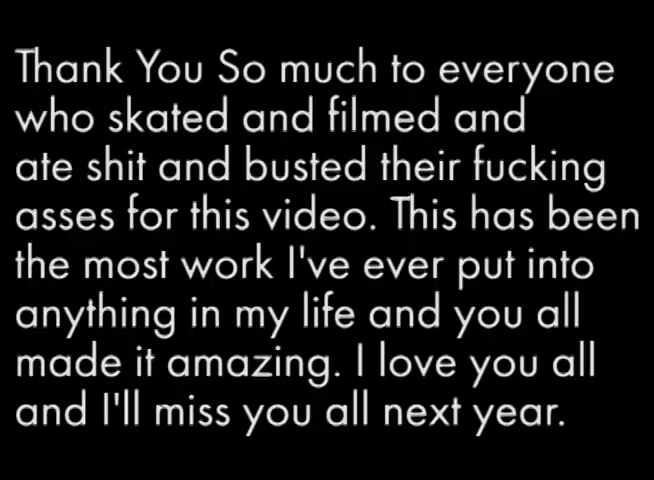 Thank You So much to everyone
who skated and filmed and
ate shit and busted their fucking
asses for this video. This has been
the most work I've ever put into
anything in my life and you all
made it amazing. I love you all
and I'll miss you all next year.